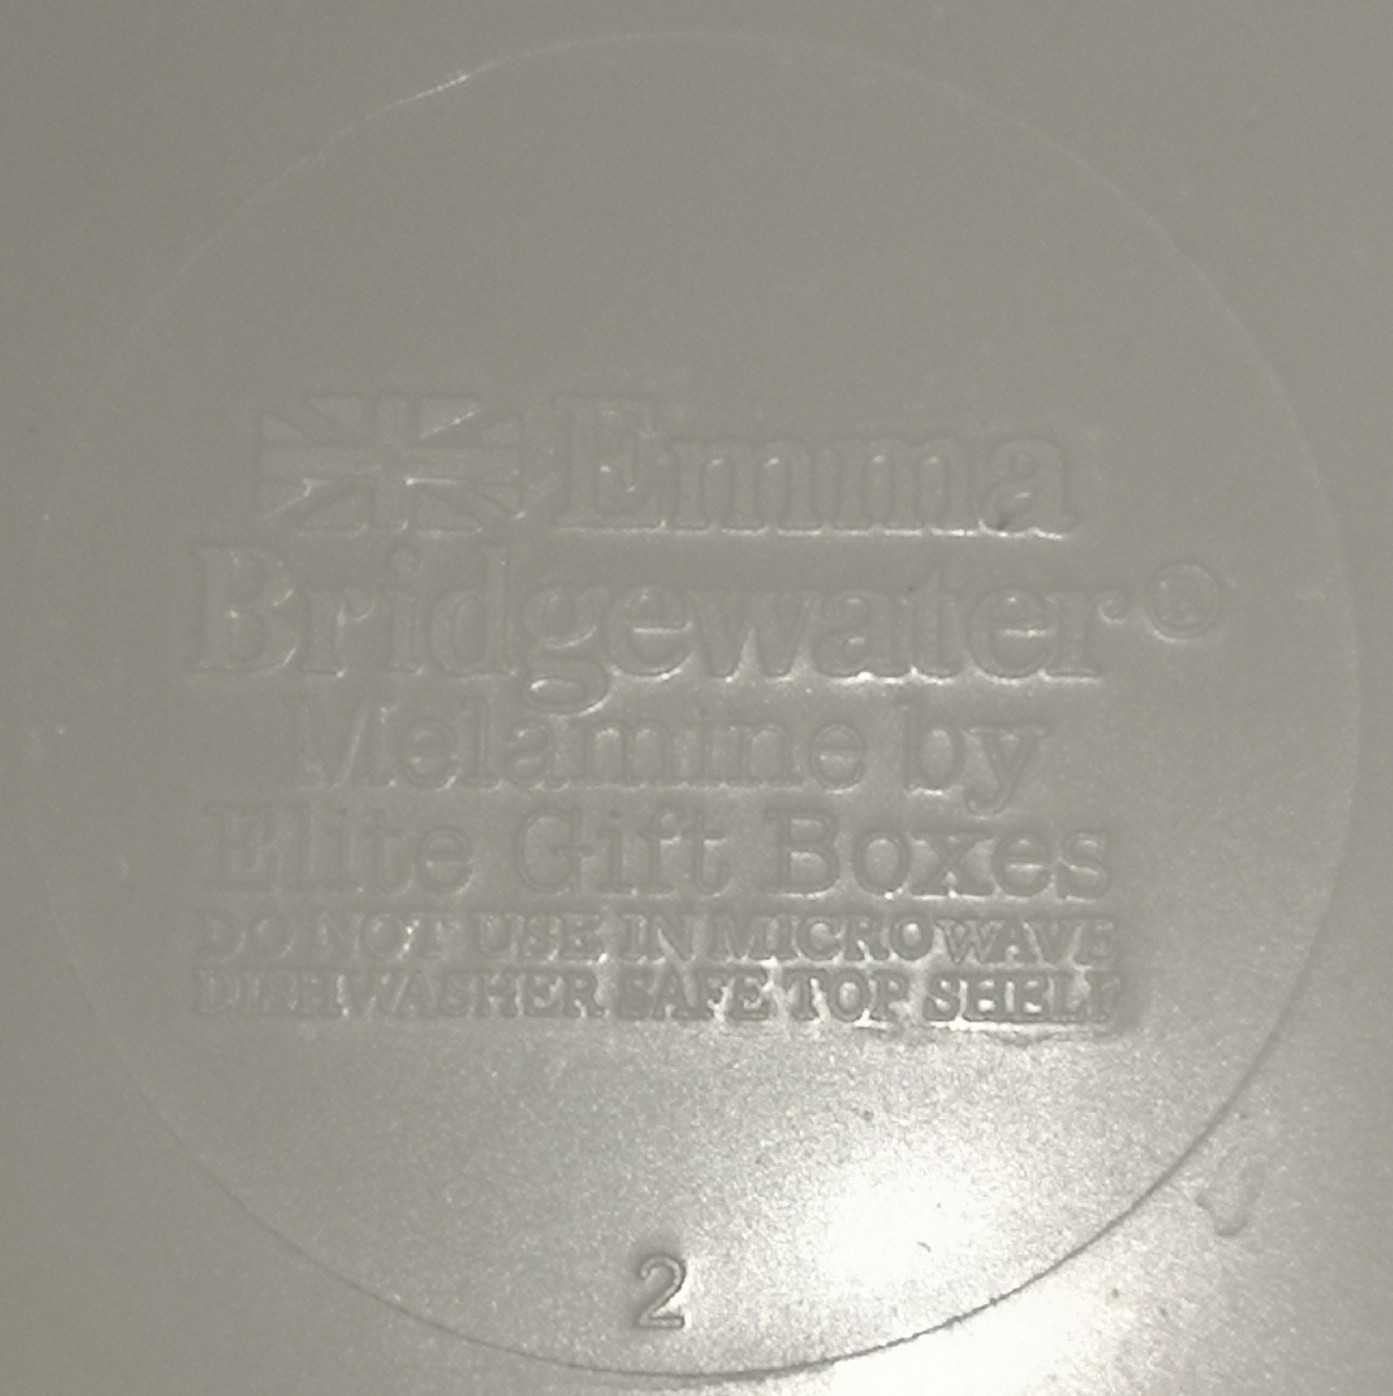 Emma
Bridgewater®
Melamine by
Elite Gift Boxes
DO NOT USE IN MICROWAVE
DISHWASHER SAFE TOP SHELF
2